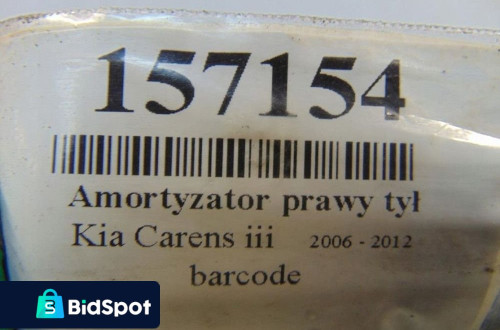 157154
Amortyzator prawy tył
Kia Carens iii 2006 - 2012
barcode
S BidSpot